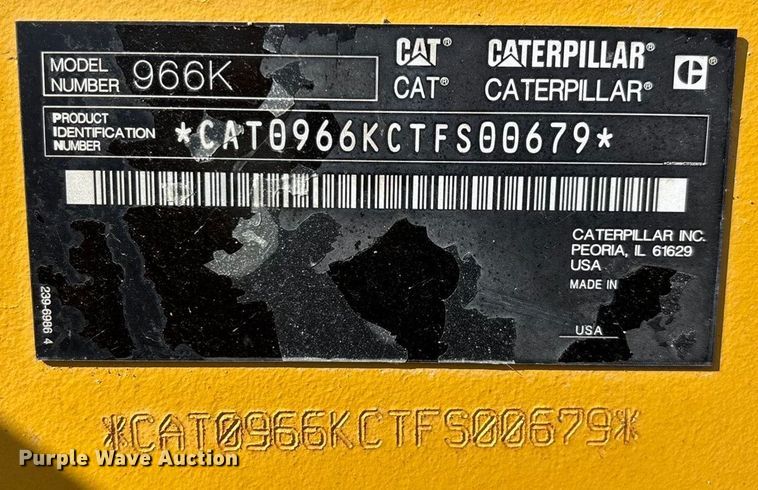 MODEL NUMBER 966K
CAT® CATERPILLAR®
CAT® CATERPILLAR®
C
PRODUCT IDENTIFICATION NUMBER *CAT0966KCTFS00679*
*CAT0966KCTFS00679*
CATERPILLAR INC.
PEORIA, IL 61629
USA
MADE IN
USA
239-6986 4
*CAT0966KCTFS00679*
Purple Wave Auction